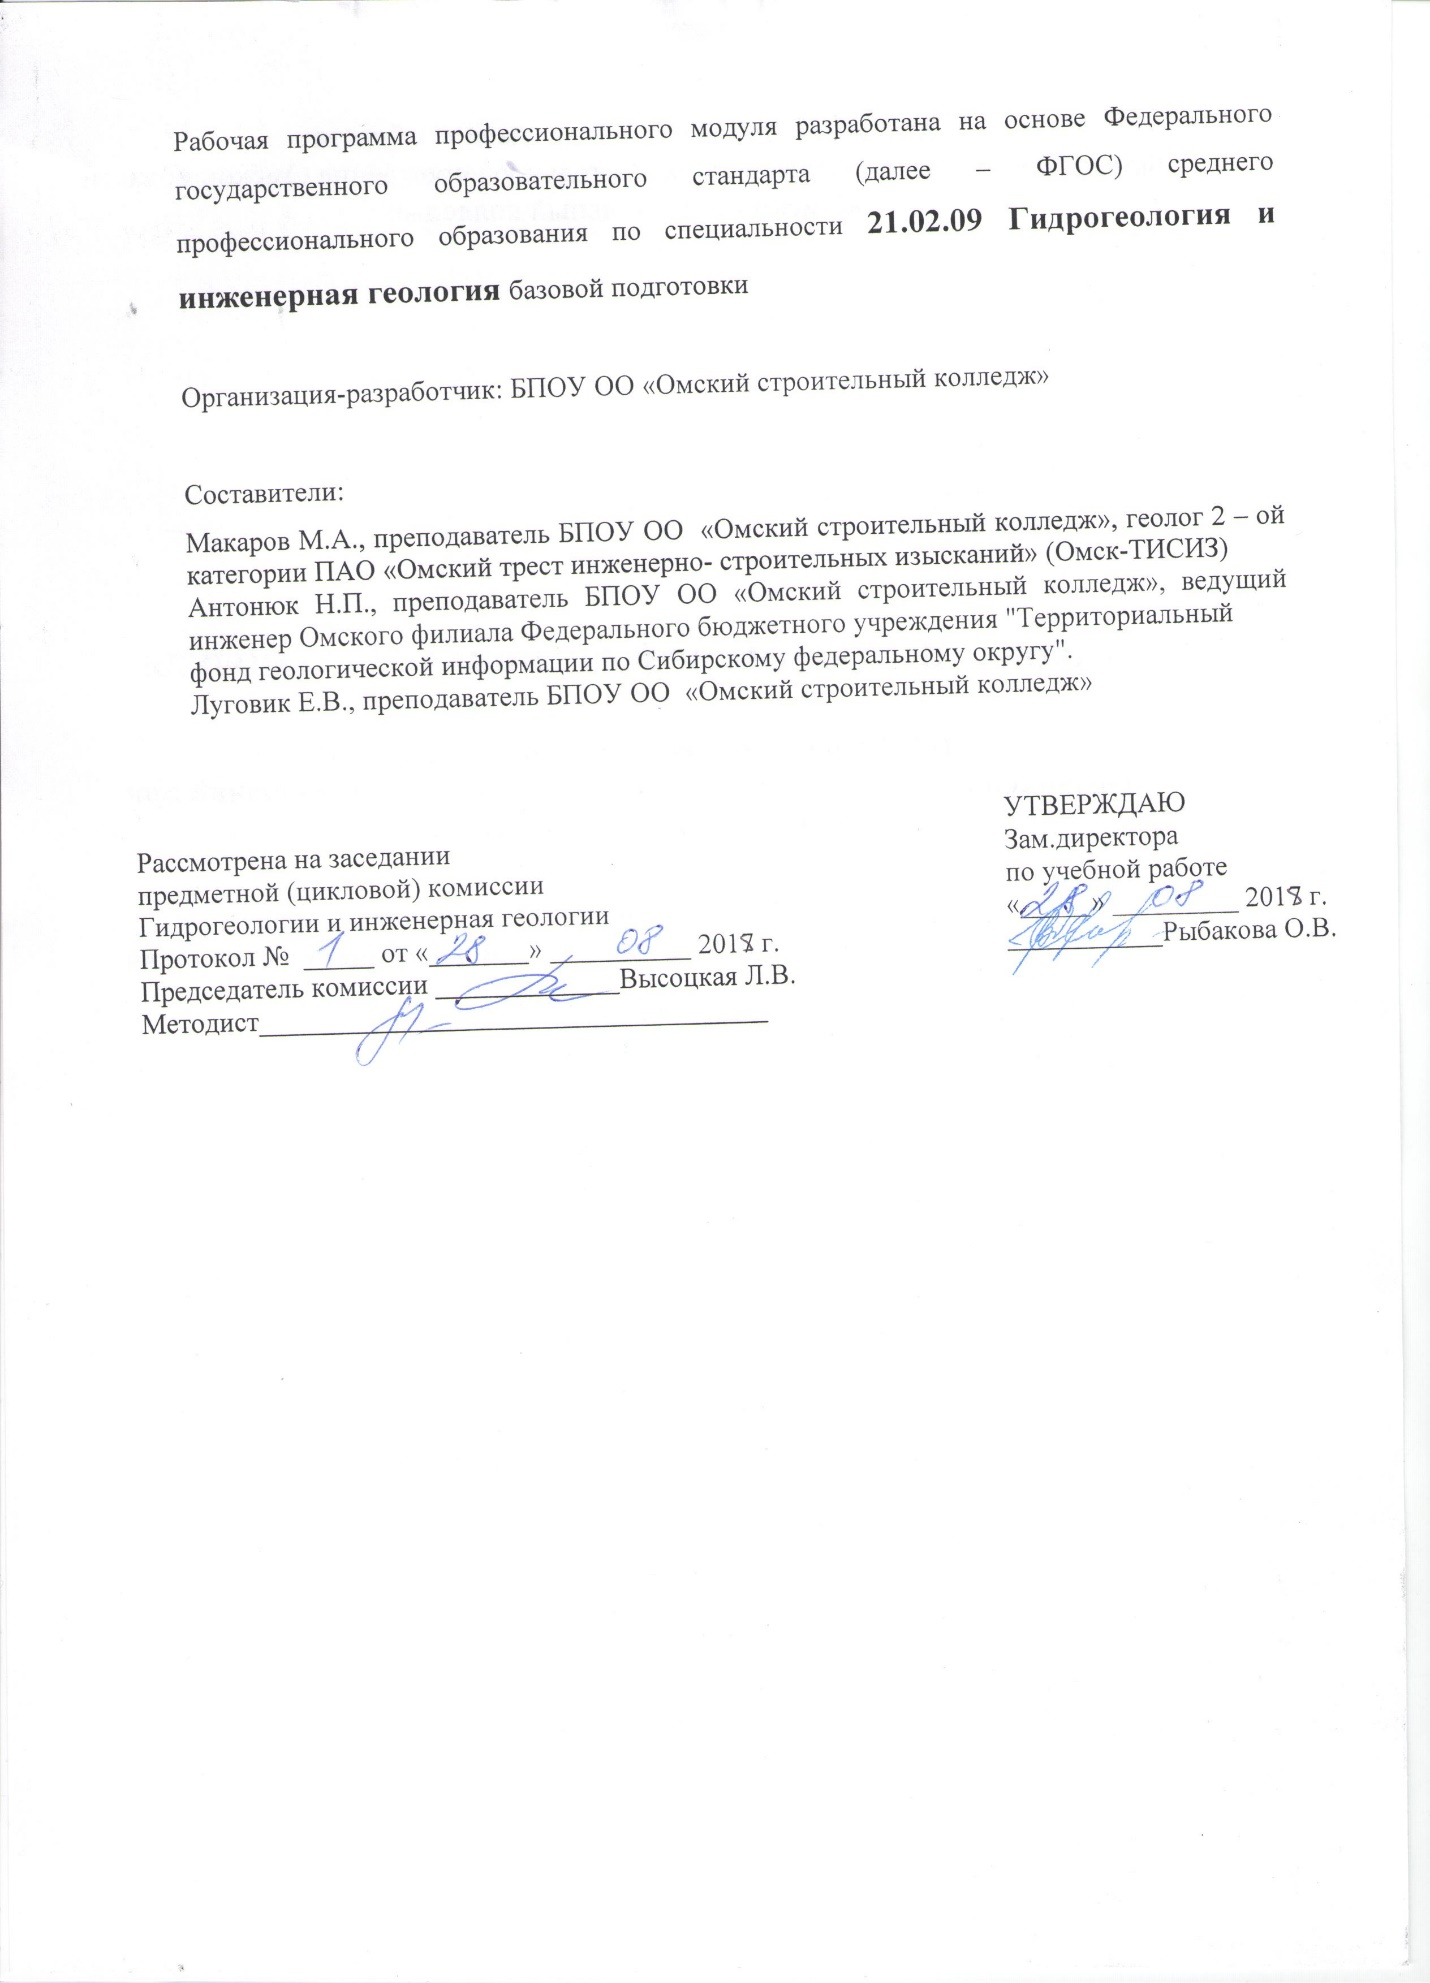 Рабочая программа профессионального модуля разработана на основе Федерального
государственного образовательного стандарта (далее – ФГОС) среднего
профессионального образования по специальности 21.02.09 Гидрогеология и
инженерная геология базовой подготовки
Организация-разработчик: БПОУ ОО «Омский строительный колледж»
Составители:
Макаров М.А., преподаватель БПОУ ОО «Омский строительный колледж», геолог 2 – ой
категории ПАО «Омский трест инженерно- строительных изысканий» (Омск-ТИСИЗ)
Антонюк Н.П., преподаватель БПОУ ОО «Омский строительный колледж», ведущий
инженер Омского филиала Федерального бюджетного учреждения "Территориальный
фонд геологической информации по Сибирскому федеральному округу".
Луговик Е.В., преподаватель БПОУ ОО «Омский строительный колледж»
Рассмотрена на заседании
предметной (цикловой) комиссии
Гидрогеологии и инженерная геологии
Протокол № 1 от «28» 08 г.
Председатель комиссии Высоцкая Л.В.
Методист
УТВЕРЖДАЮ
Зам.директора
по учебной работе
«28» 08 г.
Рыбакова О.В.